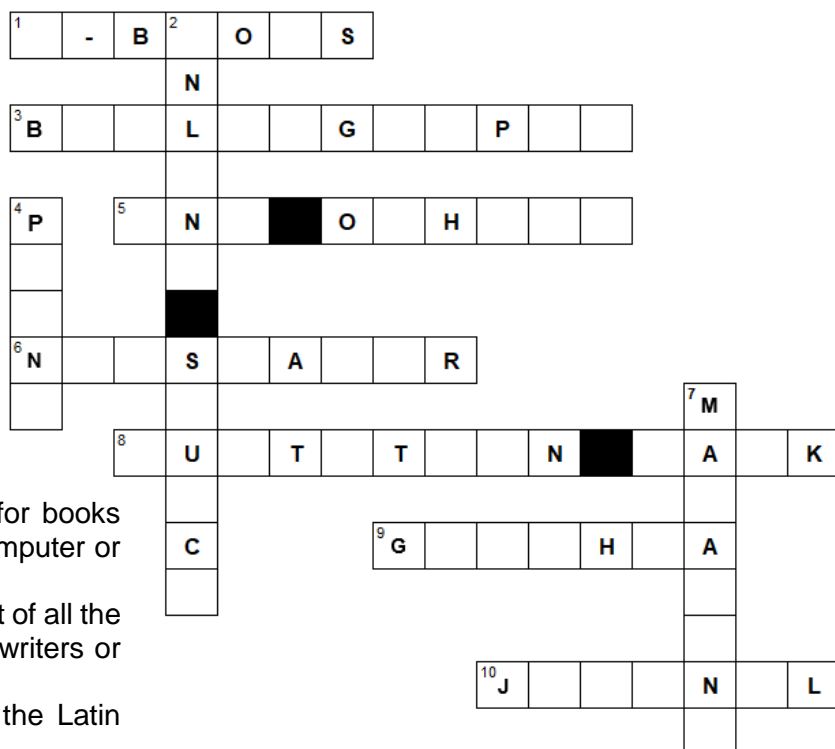 1 - B 2 O S
N
3 B L G P
4 P 5 N O H
6 N S A R
7 M
8 U T T N A K
for books
mputer or
C 9 G H A
t of all the
writers or
10 J N L
the Latin